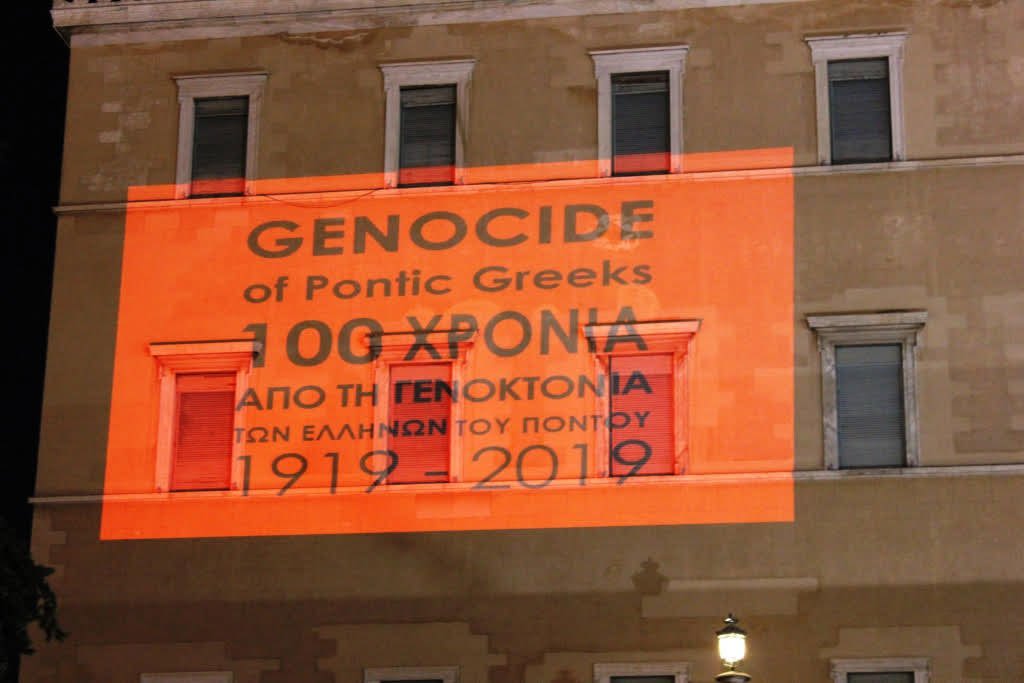 GENOCIDE
of Pontic Greeks
100 ΧΡΟΝΙΑ
ΑΠΟ ΤΗ ΓΕΝΟΚΤΟΝΙΑ
ΤΩΝ ΕΛΛΗΝΩΝ ΤΟΥ ΠΟΝΤΟΥ
1919 - 2019